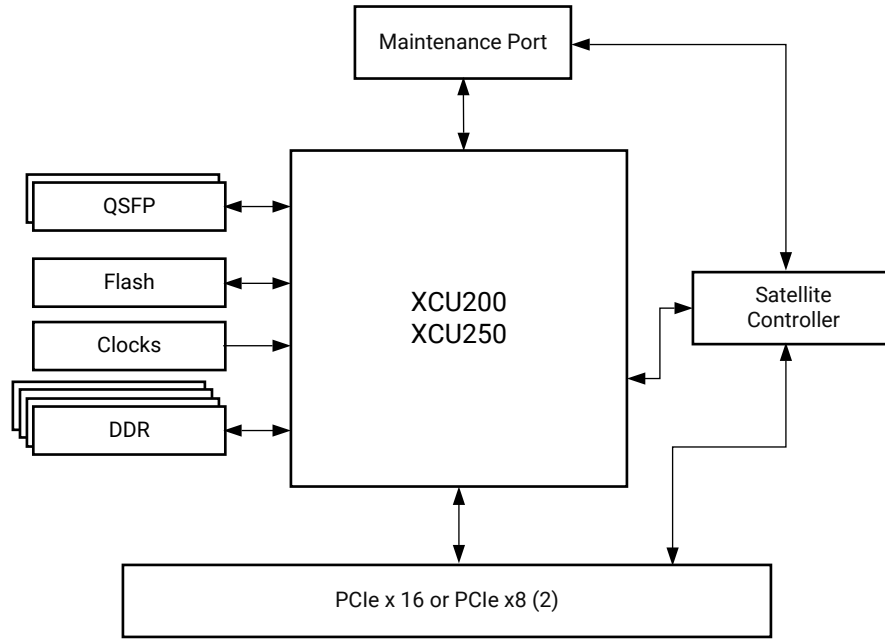 Maintenance Port
QSFP
Flash
Clocks
DDR
XCU200
XCU250
Satellite
Controller
PCIe x 16 or PCIe x8 (2)